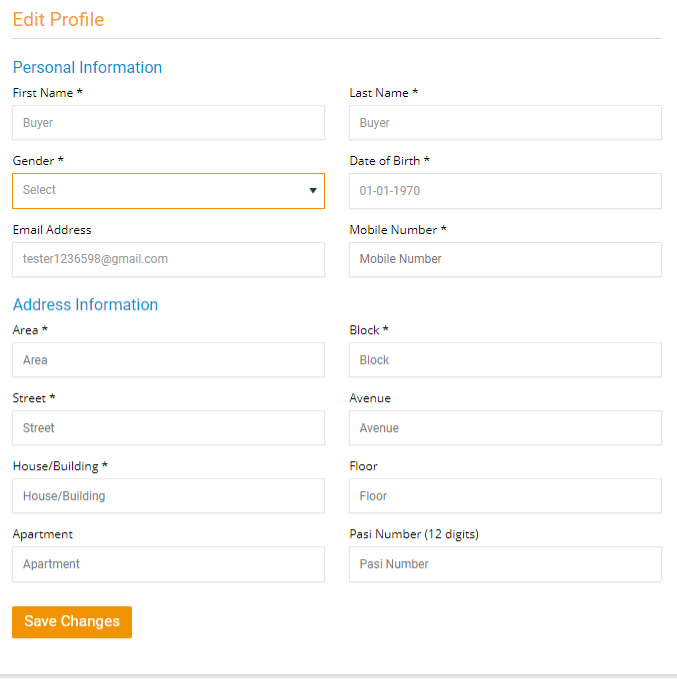 Edit Profile
Personal Information
First Name * Last Name *
Buyer Buyer
Gender * Date of Birth *
Select 01-01-1970
Email Address Mobile Number *
tester1236598@gmail.com Mobile Number
Address Information
Area * Block *
Area Block
Street * Avenue
Street Avenue
House/Building * Floor
House/Building Floor
Apartment Pasi Number (12 digits)
Apartment Pasi Number
Save Changes